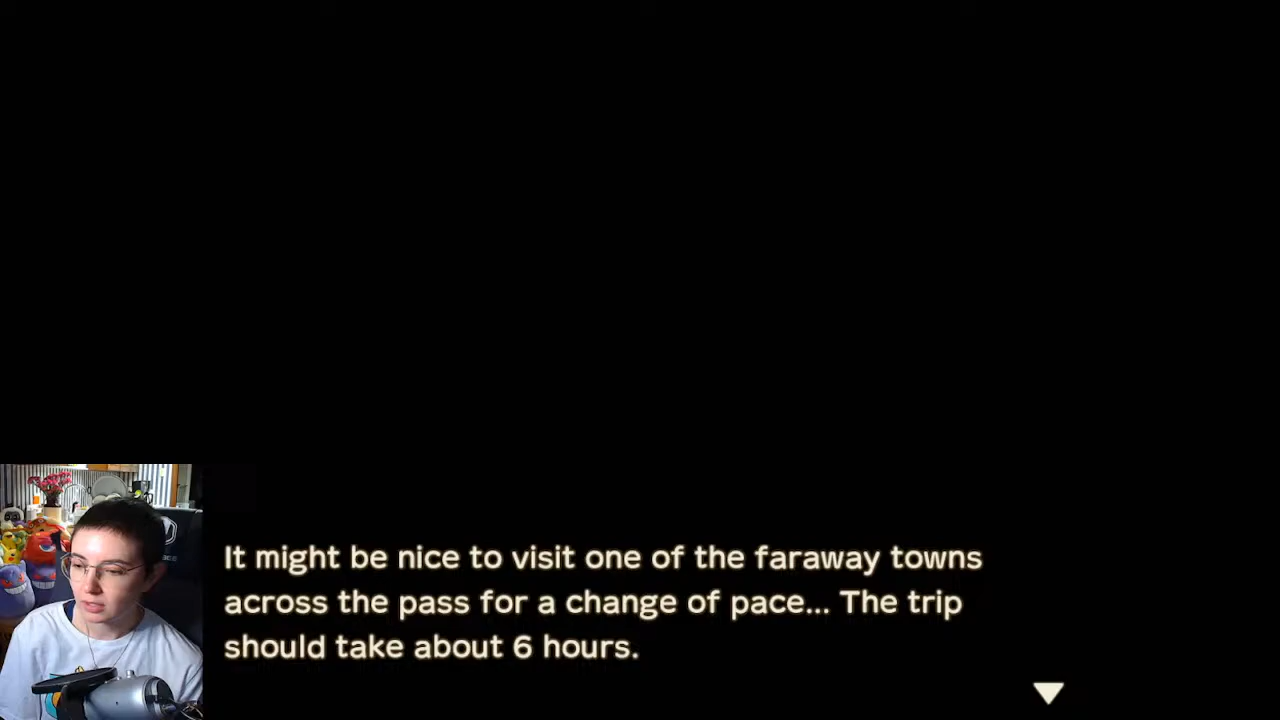 It might be nice to visit one of the faraway towns
across the pass for a change of pace... The trip
should take about 6 hours.